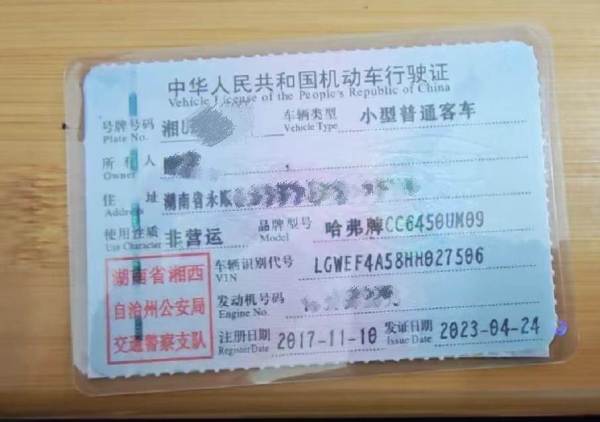 中华人民共和国机动车行驶证
Vehicle License of the People's Republic of China
号牌号码 湘U 车辆类型 小型普通客车
Plate No. Vehicle Type
所有人
Owner
住址 湖南省永顺
Address
使用性质 非营运 品牌型号 哈弗牌CC6450UM09
Use Character Model
湖南省湘西 车辆识别代号 LGWEF4A58HH027506
VIN
自治州公安局 发动机号码
Engine No.
交通警察支队 注册日期 2017-11-10 发证日期 2023-04-24
Register Date Issue Date